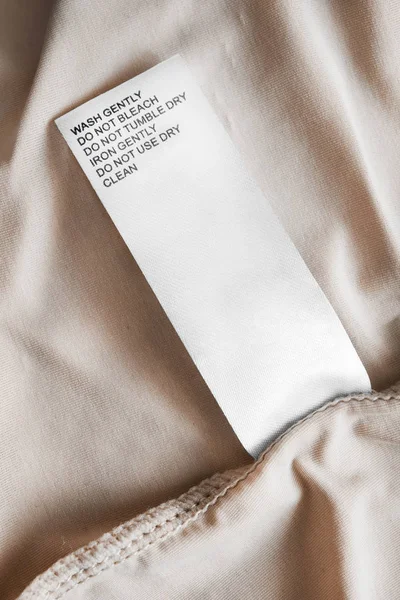 WASH GENTLY
DO NOT BLEACH
DO NOT TUMBLE DRY
IRON GENTLY
DO NOT USE DRY
CLEAN